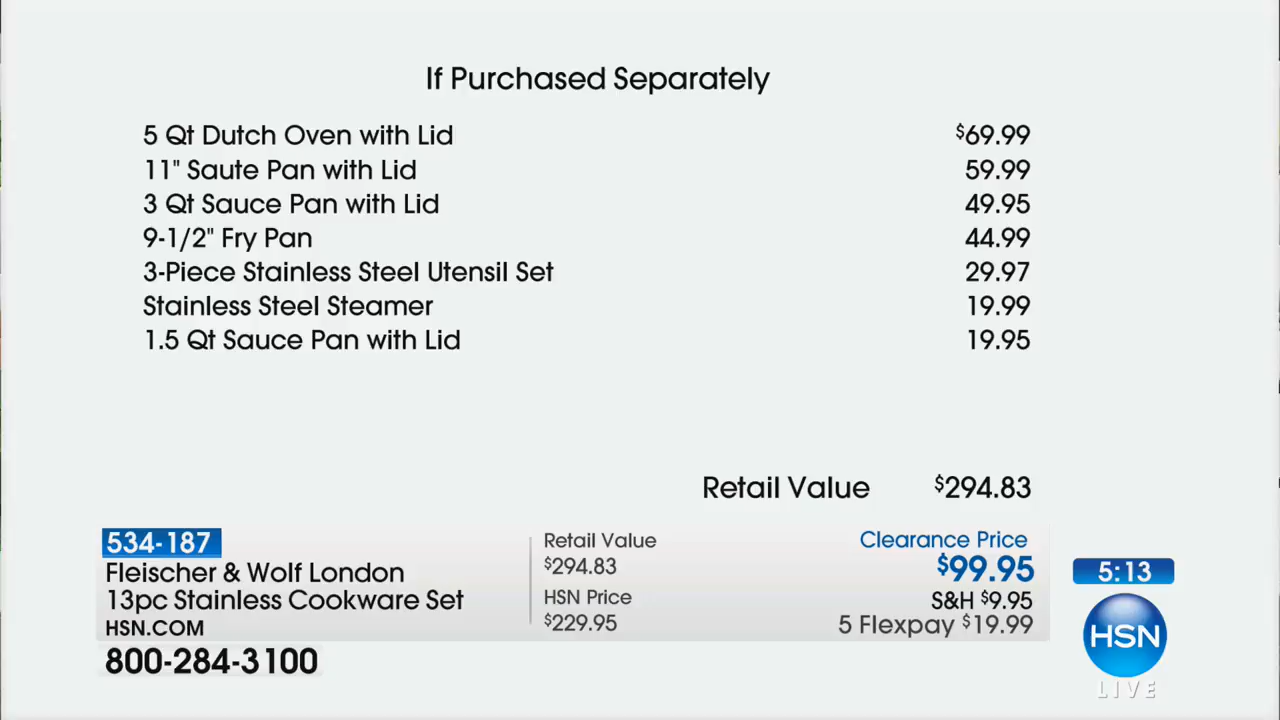 If Purchased Separately
5 Qt Dutch Oven with Lid $69.99
11" Saute Pan with Lid 59.99
3 Qt Sauce Pan with Lid 49.95
9-1/2" Fry Pan 44.99
3-Piece Stainless Steel Utensil Set 29.97
Stainless Steel Steamer 19.99
1.5 Qt Sauce Pan with Lid 19.95
Retail Value $294.83
534-187
Fleischer & Wolf London
13pc Stainless Cookware Set
HSN.COM
800-284-3100
Retail Value
$294.83
HSN Price
$229.95
Clearance Price
$99.95
S&H $9.95
5 Flexpay $19.99
5:13
HSN
LIVE